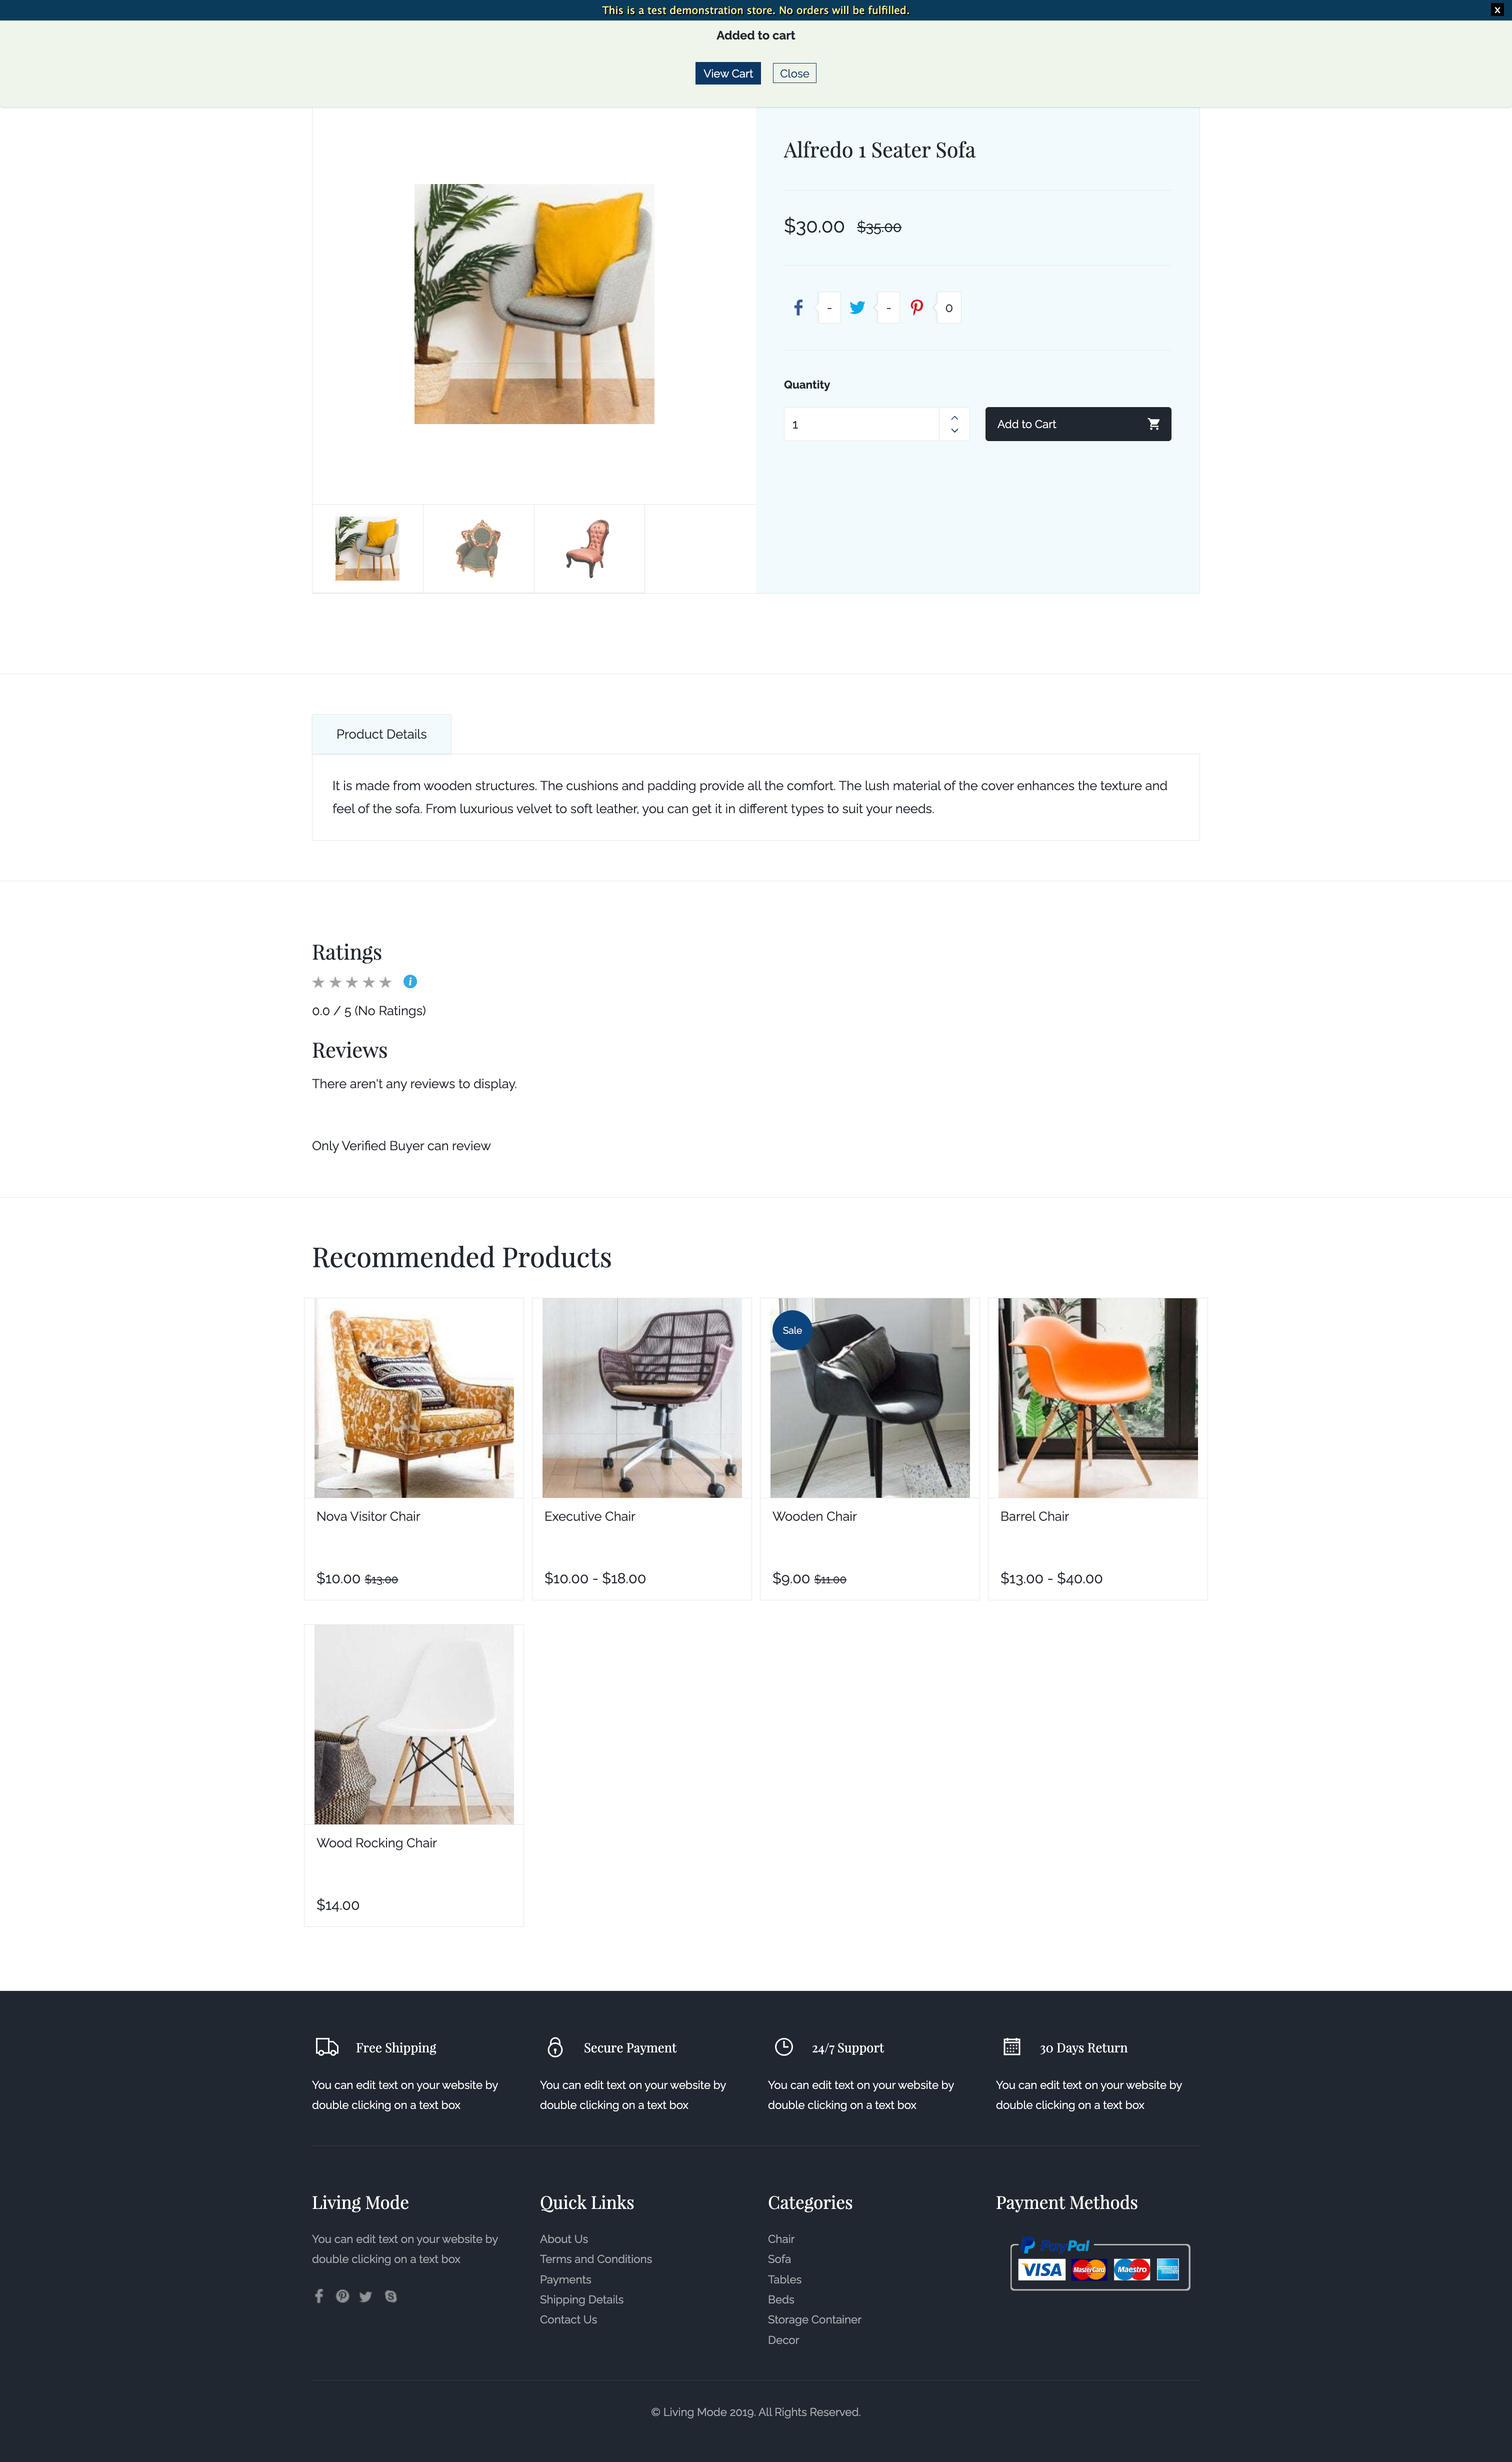 This is a test demonstration store. No orders will be fulfilled.
X
Added to cart
View Cart
Close
Alfredo 1 Seater Sofa
$30.00 $35.00
- - 0
Quantity
1
Add to Cart
Product Details
It is made from wooden structures. The cushions and padding provide all the comfort. The lush material of the cover enhances the texture and
feel of the sofa. From luxurious velvet to soft leather, you can get it in different types to suit your needs.
Ratings
0.0 / 5 (No Ratings)
Reviews
There aren't any reviews to display.
Only Verified Buyer can review
Recommended Products
Nova Visitor Chair
$10.00 $13.00
Executive Chair
$10.00 - $18.00
Sale
Wooden Chair
$9.00 $11.00
Barrel Chair
$13.00 - $40.00
Wood Rocking Chair
$14.00
Free Shipping
You can edit text on your website by
double clicking on a text box
Secure Payment
You can edit text on your website by
double clicking on a text box
24/7 Support
You can edit text on your website by
double clicking on a text box
30 Days Return
You can edit text on your website by
double clicking on a text box
Living Mode
You can edit text on your website by
double clicking on a text box
Quick Links
About Us
Terms and Conditions
Payments
Shipping Details
Contact Us
Categories
Chair
Sofa
Tables
Beds
Storage Container
Decor
Payment Methods
PayPal
VISA MasterCard Maestro
© Living Mode 2019. All Rights Reserved.